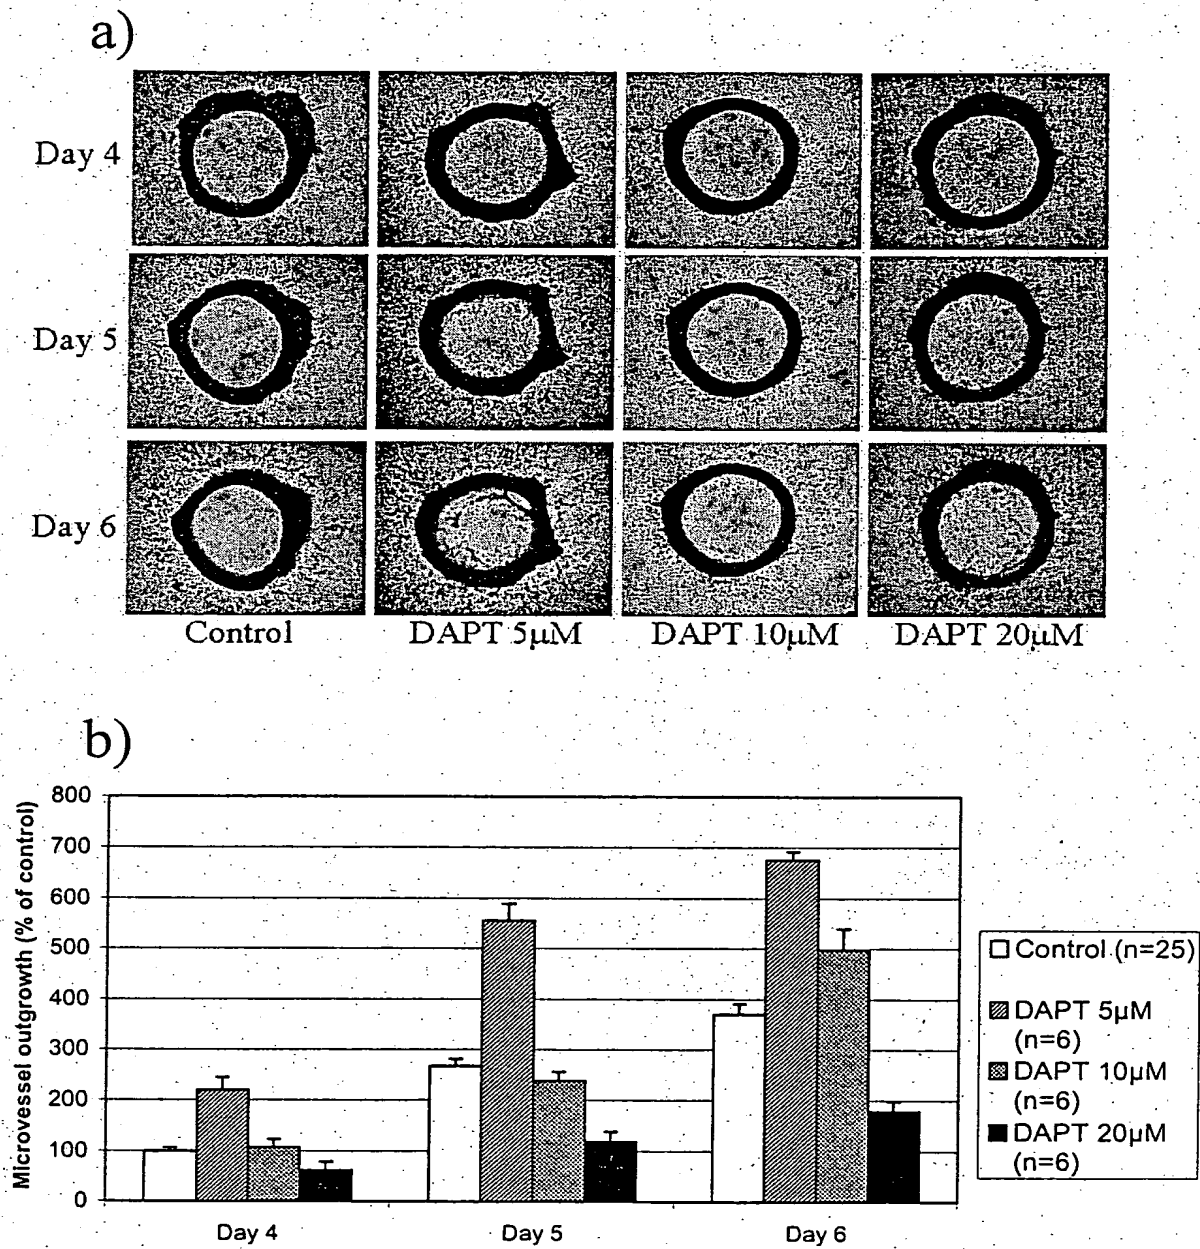 a)
Day 4
Day 5
Day 6
Control
DAPT 5µM
DAPT 10µM
DAPT 20µM
b)
Microvessel outgrowth (% of control)
800
700
600
500
400
300
200
100
0
Day 4
Day 5
Day 6
Control (n=25)
DAPT 5µM
(n=6)
DAPT 10µM
(n=6)
DAPT 20µM
(n=6)